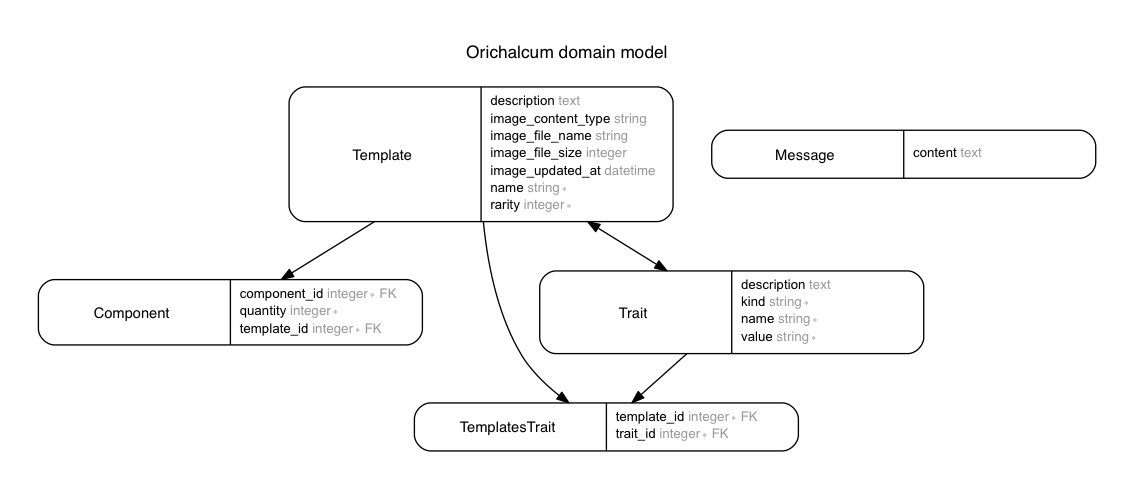 Orichalcum domain model
Template
description text
image_content_type string
image_file_name string
image_file_size integer
image_updated_at datetime
name string ∗
rarity integer ∗
Message
content text
Component
component_id integer ∗ FK
quantity integer ∗
template_id integer ∗ FK
Trait
description text
kind string ∗
name string ∗
value string ∗
TemplatesTrait
template_id integer ∗ FK
trait_id integer ∗ FK